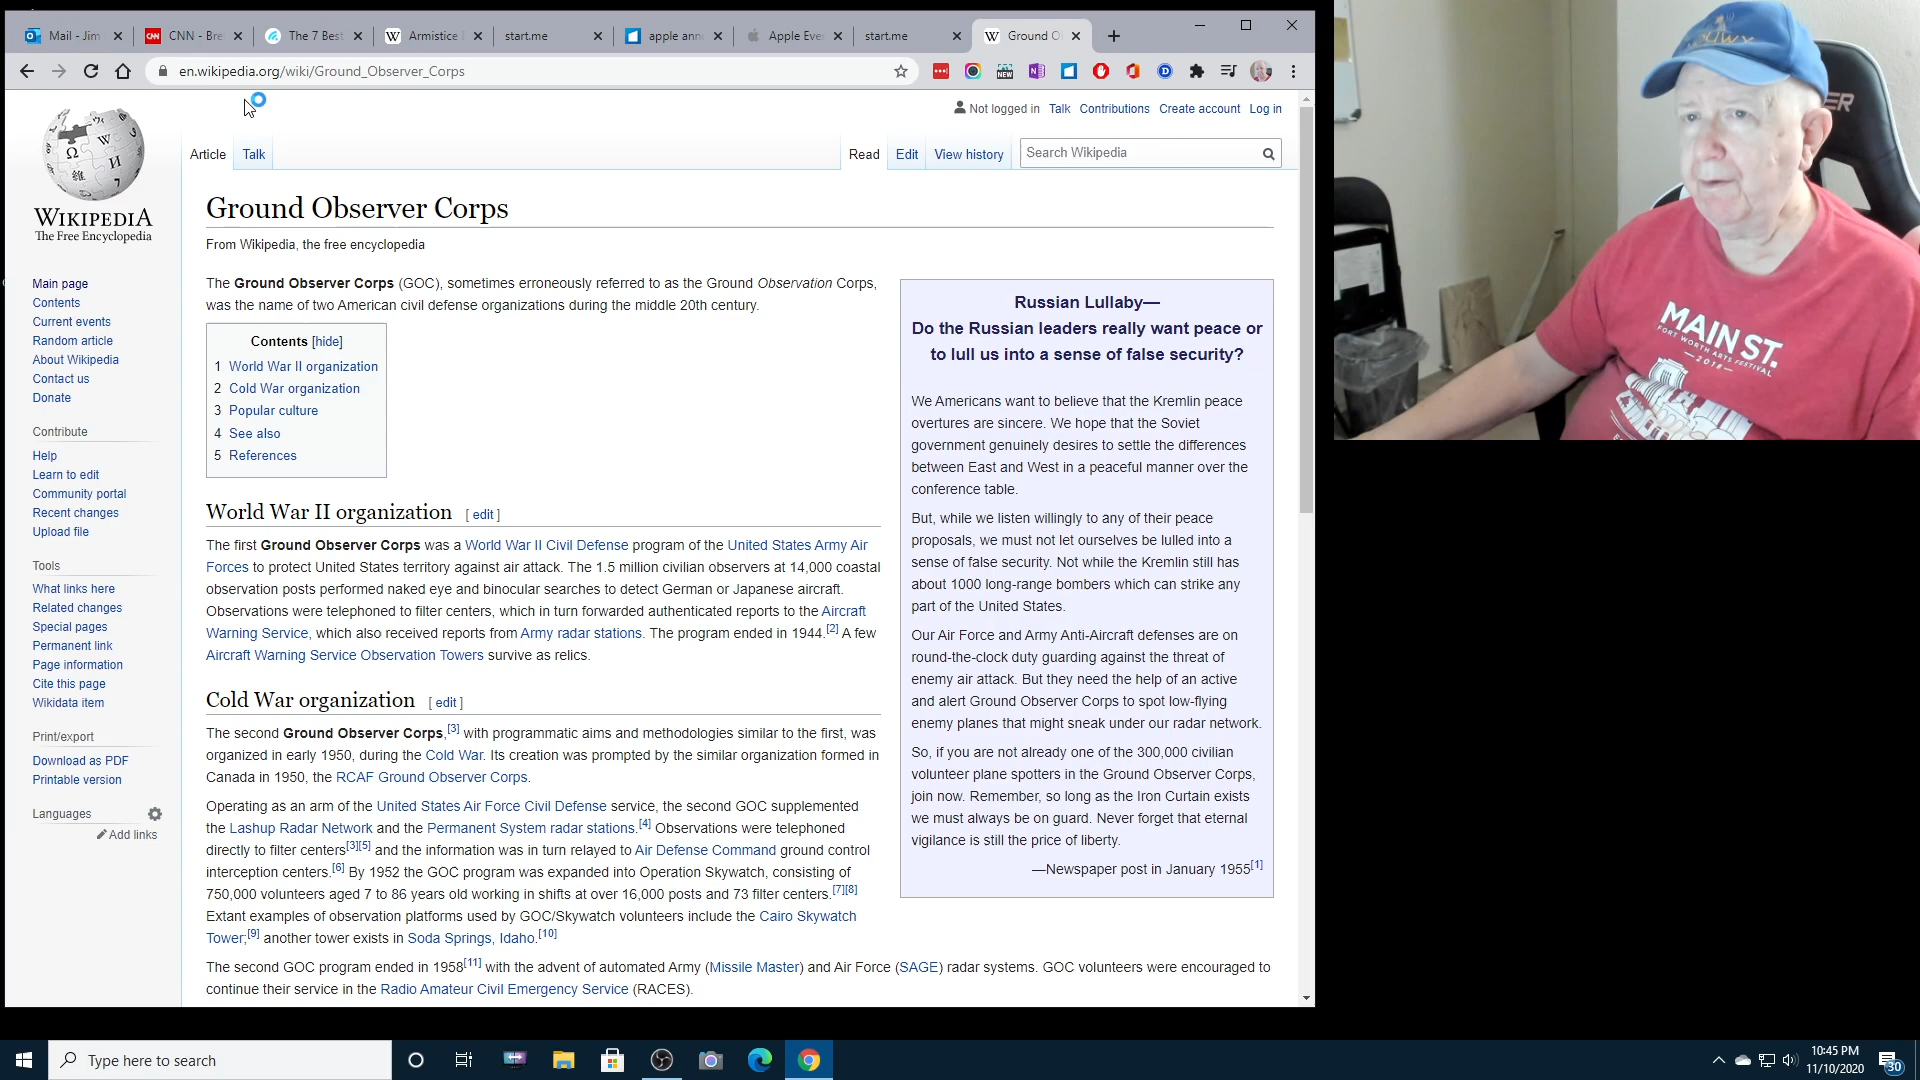 Mail - Jim
CNN - Bre
The 7 Best
Armistice
start.me
apple ann
Apple Eve
start.me
Ground O
en.wikipedia.org/wiki/Ground_Observer_Corps
NEW
Not logged in Talk Contributions Create account Log in
Article Talk
Read Edit View history
Search Wikipedia
WIKIPEDIA
The Free Encyclopedia
Main page
Contents
Current events
Random article
About Wikipedia
Contact us
Donate
Contribute
Help
Learn to edit
Community portal
Recent changes
Upload file
Tools
What links here
Related changes
Special pages
Permanent link
Page information
Cite this page
Wikidata item
Print/export
Download as PDF
Printable version
Languages
Add links
Ground Observer Corps
From Wikipedia, the free encyclopedia
The Ground Observer Corps (GOC), sometimes erroneously referred to as the Ground Observation Corps,
was the name of two American civil defense organizations during the middle 20th century.
Contents [hide]
1 World War II organization
2 Cold War organization
3 Popular culture
4 See also
5 References
World War II organization [ edit ]
The first Ground Observer Corps was a World War II Civil Defense program of the United States Army Air
Forces to protect United States territory against air attack. The 1.5 million civilian observers at 14,000 coastal
observation posts performed naked eye and binocular searches to detect German or Japanese aircraft.
Observations were telephoned to filter centers, which in turn forwarded authenticated reports to the Aircraft
Warning Service, which also received reports from Army radar stations. The program ended in 1944.[2] A few
Aircraft Warning Service Observation Towers survive as relics.
Cold War organization [ edit ]
The second Ground Observer Corps,[3] with programmatic aims and methodologies similar to the first, was
organized in early 1950, during the Cold War. Its creation was prompted by the similar organization formed in
Canada in 1950, the RCAF Ground Observer Corps.
Operating as an arm of the United States Air Force Civil Defense service, the second GOC supplemented
the Lashup Radar Network and the Permanent System radar stations.[4] Observations were telephoned
directly to filter centers[3][5] and the information was in turn relayed to Air Defense Command ground control
interception centers.[6] By 1952 the GOC program was expanded into Operation Skywatch, consisting of
750,000 volunteers aged 7 to 86 years old working in shifts at over 16,000 posts and 73 filter centers.[7][8]
Extant examples of observation platforms used by GOC/Skywatch volunteers include the Cairo Skywatch
Tower;[9] another tower exists in Soda Springs, Idaho.[10]
The second GOC program ended in 1958[11] with the advent of automated Army (Missile Master) and Air Force (SAGE) radar systems. GOC volunteers were encouraged to
continue their service in the Radio Amateur Civil Emergency Service (RACES).
Russian Lullaby—
Do the Russian leaders really want peace or
to lull us into a sense of false security?
We Americans want to believe that the Kremlin peace
overtures are sincere. We hope that the Soviet
government genuinely desires to settle the differences
between East and West in a peaceful manner over the
conference table.
But, while we listen willingly to any of their peace
proposals, we must not let ourselves be lulled into a
sense of false security. Not while the Kremlin still has
about 1000 long-range bombers which can strike any
part of the United States.
Our Air Force and Army Anti-Aircraft defenses are on
round-the-clock duty guarding against the threat of
enemy air attack. But they need the help of an active
and alert Ground Observer Corps to spot low-flying
enemy planes that might sneak under our radar network.
So, if you are not already one of the 300,000 civilian
volunteer plane spotters in the Ground Observer Corps,
join now. Remember, so long as the Iron Curtain exists
we must always be on guard. Never forget that eternal
vigilance is still the price of liberty.
—Newspaper post in January 1955[1]
MAIN ST.
FORT WORTH ARTS FESTIVAL
2018
Type here to search
10:45 PM
11/10/2020
30